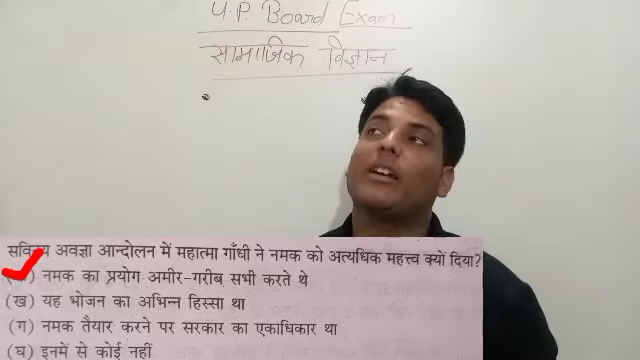 U.P. Board Exam
सामाजिक विज्ञान
सविनय अवज्ञा आन्दोलन में महात्मा गाँधी ने नमक को अत्यधिक महत्त्व क्यों दिया?
नमक का प्रयोग अमीर-गरीब सभी करते थे
(ख) यह भोजन का अभिन्न हिस्सा था
(ग) नमक तैयार करने पर सरकार का एकाधिकार था
(घ) इनमें से कोई नहीं